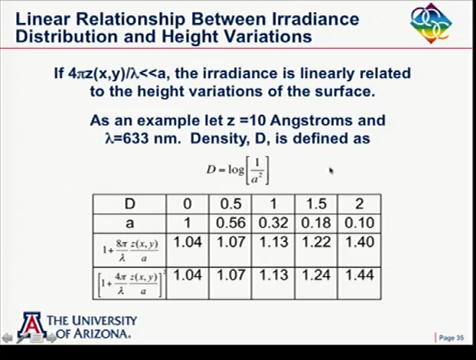 Linear Relationship Between Irradiance
Distribution and Height Variations
If 4πz(x,y)/λ<<a, the irradiance is linearly related
to the height variations of the surface.
As an example let z =10 Angstroms and
λ=633 nm.  Density, D, is defined as
D = log[1/a²]
D 0 0.5 1 1.5 2
a 1 0.56 0.32 0.18 0.10
1+ 8π/λ z(x,y)/a 1.04 1.07 1.13 1.22 1.40
[1+ 4π/λ z(x,y)/a]² 1.04 1.07 1.13 1.24 1.44
THE UNIVERSITY
OF ARIZONA.
Page 35